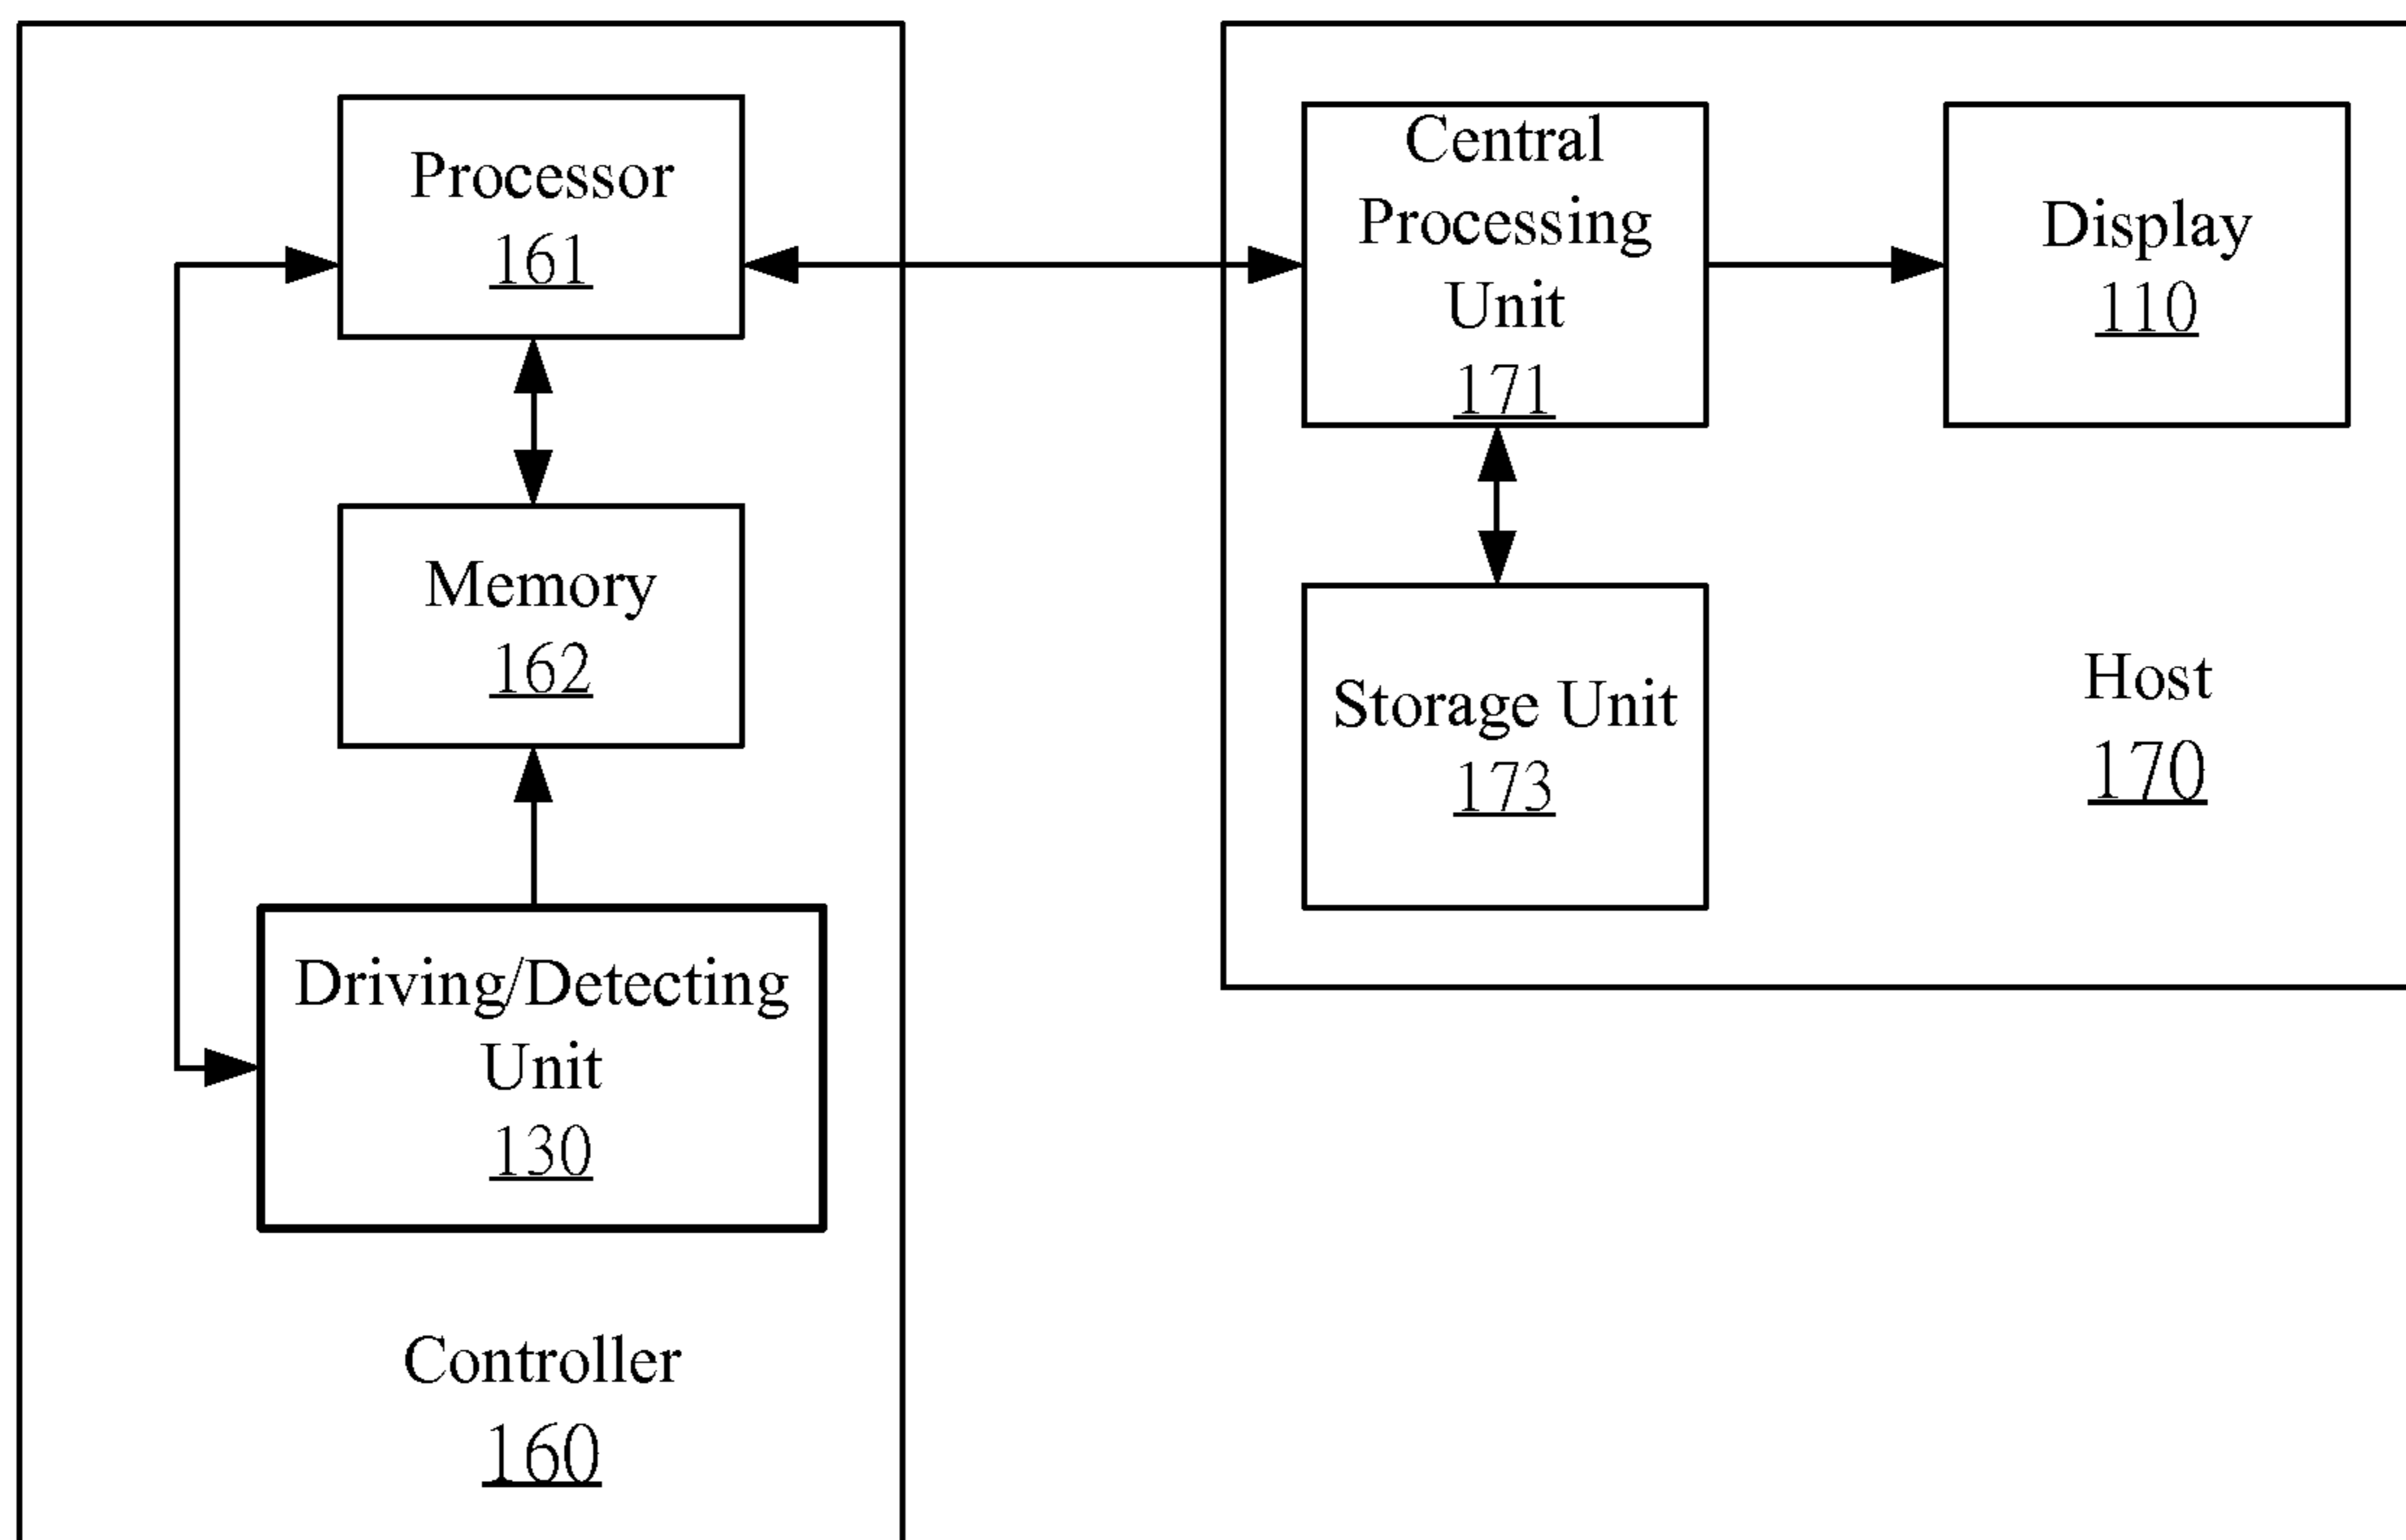 Processor
161
Memory
162
Driving/Detecting
Unit
130
Controller
160
Central
Processing
Unit
171
Storage Unit
173
Display
110
Host
170